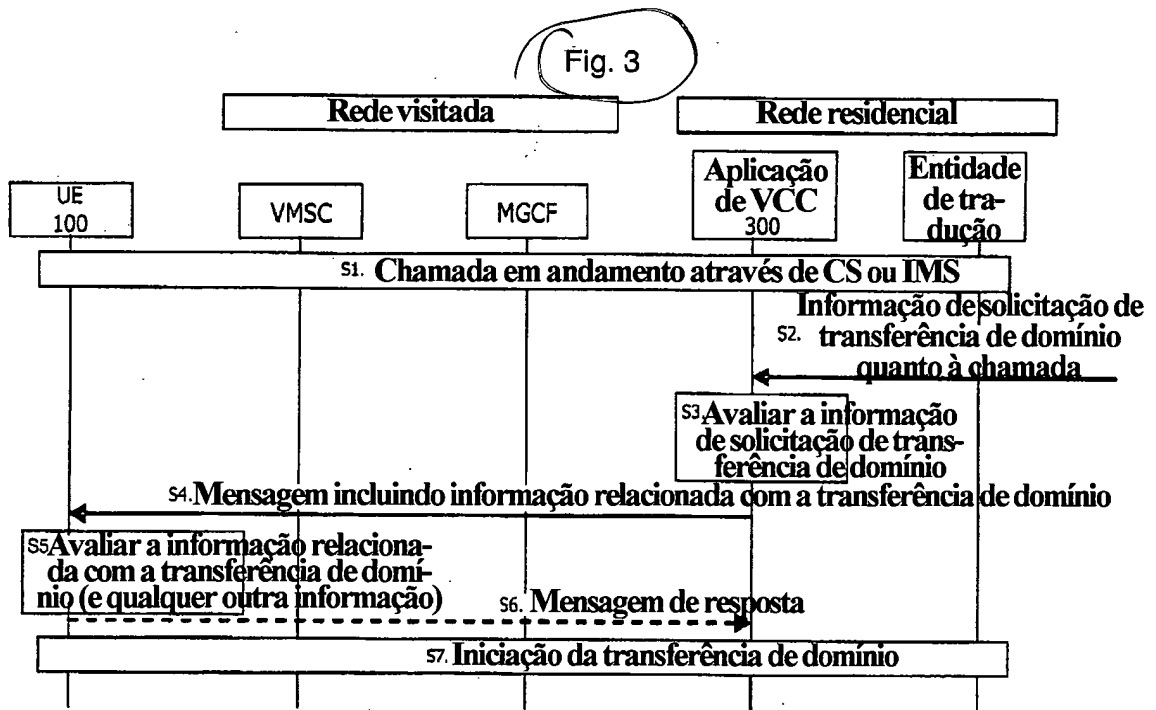 Fig. 3
Rede visitada
Rede residencial
UE
100
VMSC
MGCF
Aplicação
de VCC
300
Entidade
de tra-
dução
S1. Chamada em andamento através de CS ou IMS
Informação de solicitação de
S2. transferência de domínio
quanto à chamada
S3. Avaliar a informação
de solicitação de trans-
ferência de domínio
S4. Mensagem incluindo informação relacionada com a transferência de domínio
S5 Avaliar a informação relaciona-
da com a transferência de domí-
nio (e qualquer outra informação)
S6. Mensagem de resposta
S7. Iniciação da transferência de domínio